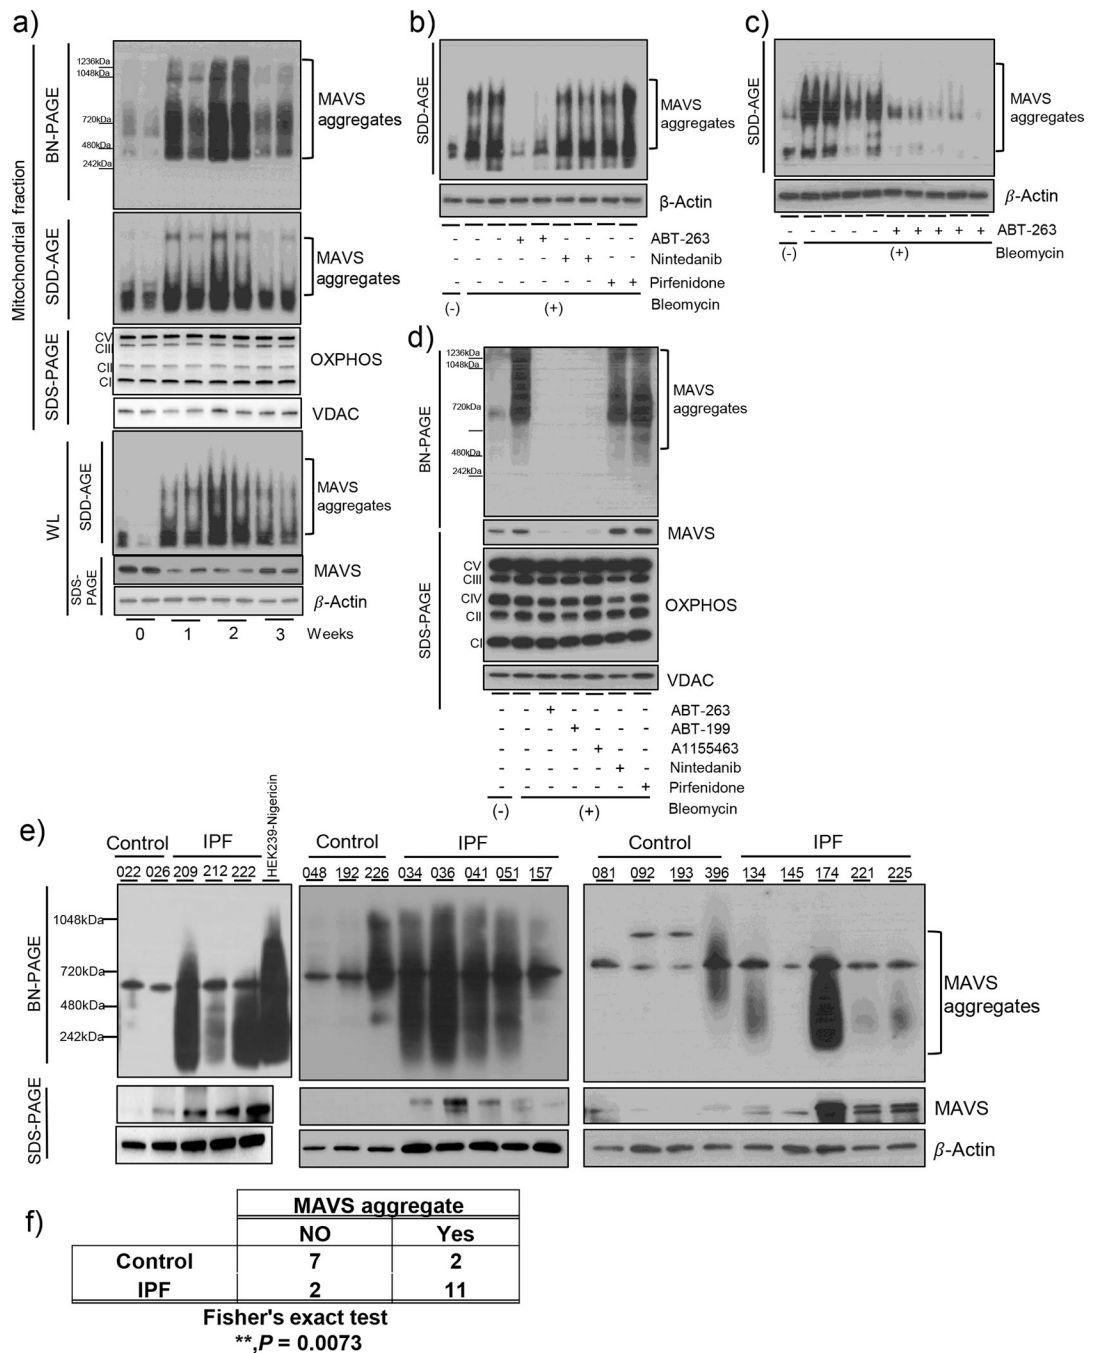 a)
Mitochondrial fraction
BN-PAGE
1236kDa
1048kDa
720kDa
480kDa
242kDa
MAVS
aggregates
SDD-AGE
MAVS
aggregates
SDS-PAGE
CV
CIII
CII
CI
OXPHOS
VDAC
WL
SDD-AGE
MAVS
aggregates
SDS-
PAGE
MAVS
β-Actin
0 1 2 3 Weeks
b)
SDD-AGE
MAVS
aggregates
β-Actin
- - - + + - - - - ABT-263
- - - - - + + - - Nintedanib
- - - - - - - + + Pirfenidone
(-) (+) Bleomycin
c)
SDD-AGE
MAVS
aggregates
β-Actin
- - - - - + + + + + ABT-263
(-) (+) Bleomycin
d)
BN-PAGE
1236kDa
1048kDa
720kDa
480kDa
242kDa
MAVS
aggregates
SDS-PAGE
MAVS
CV
CIII
CIV
CII
CI
OXPHOS
VDAC
- - + - - - - ABT-263
- - - + - - - ABT-199
- - - - + - - A1155463
- - - - - + - Nintedanib
- - - - - - + Pirfenidone
(-) (+) Bleomycin
e)
Control IPF HEK239-Nigericin
022 026 209 212 222
Control IPF
048 192 226 034 036 041 051 157
Control IPF
081 092 193 396 134 145 174 221 225
BN-PAGE
1048kDa
720kDa
480kDa
242kDa
MAVS
aggregates
SDS-PAGE
MAVS
β-Actin
f)
MAVS aggregate
NO Yes
Control 7 2
IPF 2 11
Fisher's exact test
**,P = 0.0073